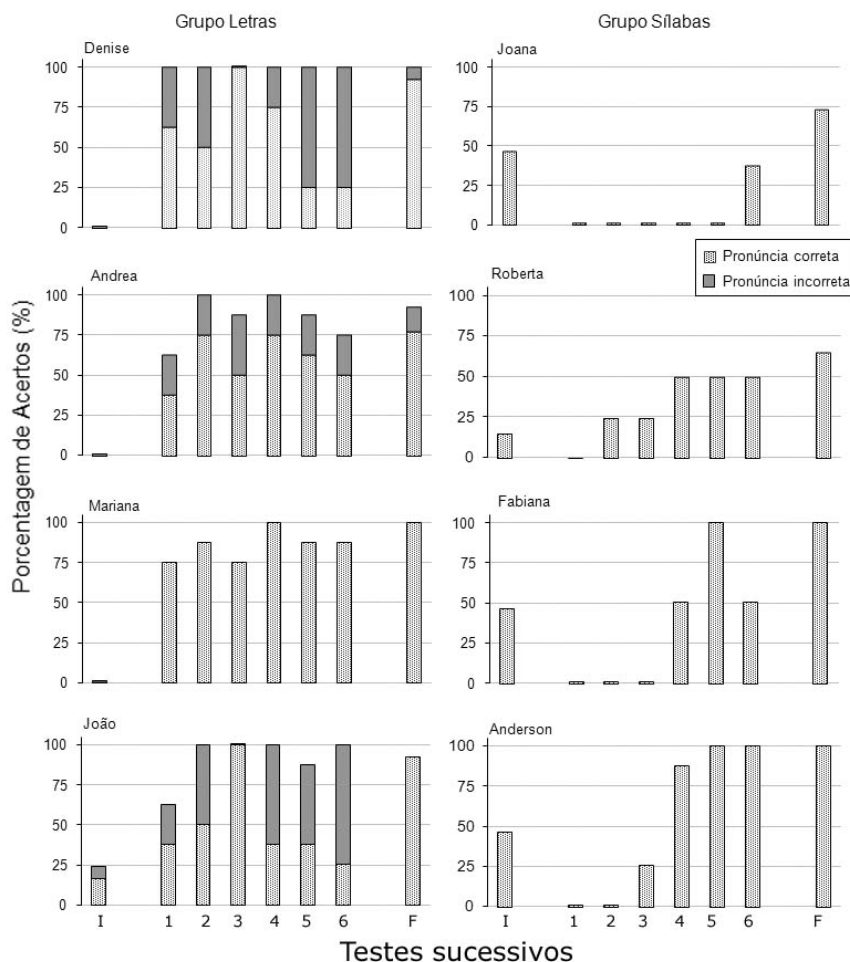 Grupo Letras
Grupo Sílabas
Denise
100
75
50
25
0
Joana
100
75
50
25
0
Pronúncia correta
Pronúncia incorreta
Andrea
100
75
50
25
0
Roberta
100
75
50
25
0
Mariana
100
75
50
25
0
Fabiana
100
75
50
25
0
João
100
75
50
25
0
I 1 2 3 4 5 6 F
Anderson
100
75
50
25
0
I 1 2 3 4 5 6 F
Porcentagem de Acertos (%)
Testes sucessivos